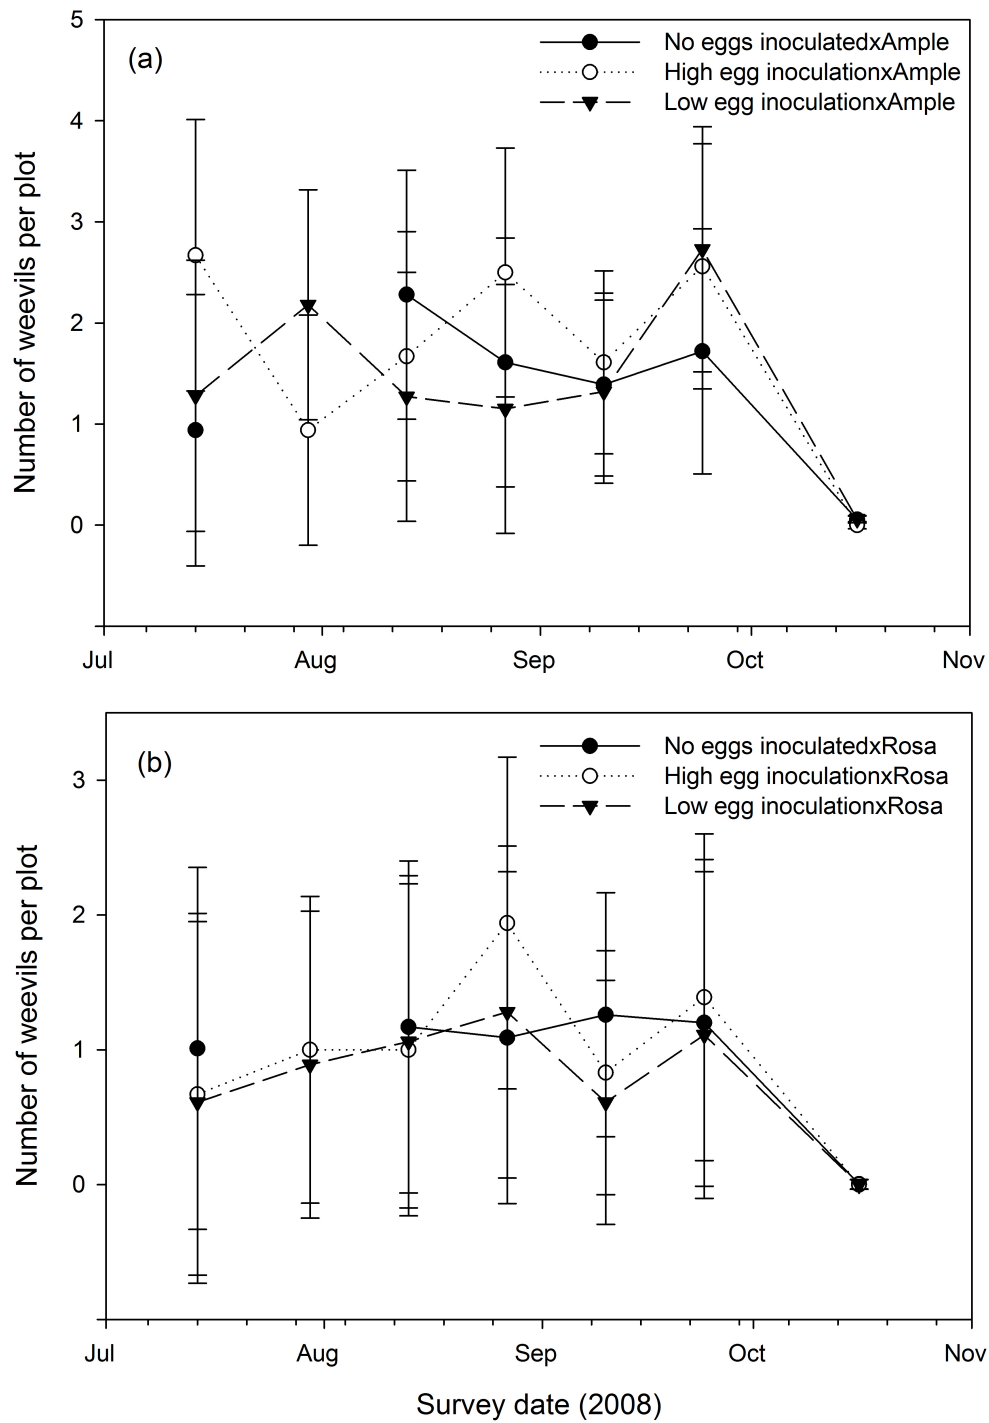 5
(a)
No eggs inoculatedxAmple
High egg inoculationxAmple
Low egg inoculationxAmple
4
3
2
1
0
Number of weevils per plot
Jul Aug Sep Oct Nov
(b)
No eggs inoculatedxRosa
High egg inoculationxRosa
Low egg inoculationxRosa
3
2
1
0
Number of weevils per plot
Jul Aug Sep Oct Nov
Survey date (2008)